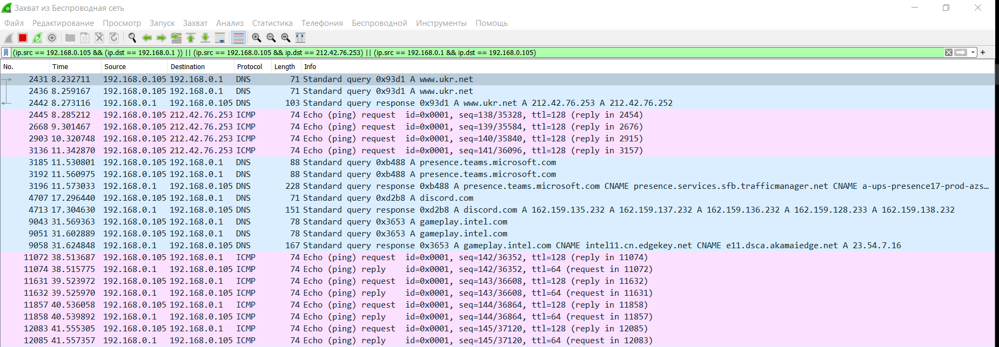 Захват из Беспроводная сеть
Файл Редактирование Просмотр Запуск Захват Анализ Статистика Телефония Беспроводной Инструменты Помощь
(ip.src == 192.168.0.105 && (ip.dst == 192.168.0.1 )) || (ip.src == 192.168.0.105 && ip.dst == 212.42.76.253) || (ip.src == 192.168.0.1 && ip.dst == 192.168.0.105)
No. Time Source Destination Protocol Length Info
2431 8.232711 192.168.0.105 192.168.0.1 DNS 71 Standard query 0x93d1 A www.ukr.net
2436 8.259167 192.168.0.105 192.168.0.1 DNS 71 Standard query 0x93d1 A www.ukr.net
2442 8.273116 192.168.0.1 192.168.0.105 DNS 103 Standard query response 0x93d1 A www.ukr.net A 212.42.76.253 A 212.42.76.252
2445 8.285212 192.168.0.105 212.42.76.253 ICMP 74 Echo (ping) request id=0x0001, seq=138/35328, ttl=128 (reply in 2454)
2668 9.301467 192.168.0.105 212.42.76.253 ICMP 74 Echo (ping) request id=0x0001, seq=139/35584, ttl=128 (reply in 2676)
2903 10.320748 192.168.0.105 212.42.76.253 ICMP 74 Echo (ping) request id=0x0001, seq=140/35840, ttl=128 (reply in 2915)
3136 11.342870 192.168.0.105 212.42.76.253 ICMP 74 Echo (ping) request id=0x0001, seq=141/36096, ttl=128 (reply in 3157)
3185 11.530801 192.168.0.105 192.168.0.1 DNS 88 Standard query 0xb488 A presence.teams.microsoft.com
3192 11.560975 192.168.0.105 192.168.0.1 DNS 88 Standard query 0xb488 A presence.teams.microsoft.com
3196 11.573033 192.168.0.1 192.168.0.105 DNS 228 Standard query response 0xb488 A presence.teams.microsoft.com CNAME presence.services.sfb.trafficmanager.net CNAME a-ups-presence17-prod-azs…
4707 17.296440 192.168.0.105 192.168.0.1 DNS 71 Standard query 0xd2b8 A discord.com
4713 17.304630 192.168.0.1 192.168.0.105 DNS 151 Standard query response 0xd2b8 A discord.com A 162.159.135.232 A 162.159.137.232 A 162.159.136.232 A 162.159.128.233 A 162.159.138.232
9043 31.569363 192.168.0.105 192.168.0.1 DNS 78 Standard query 0x3653 A gameplay.intel.com
9051 31.602889 192.168.0.105 192.168.0.1 DNS 78 Standard query 0x3653 A gameplay.intel.com
9058 31.624848 192.168.0.1 192.168.0.105 DNS 167 Standard query response 0x3653 A gameplay.intel.com CNAME intel11.cn.edgekey.net CNAME e11.dsca.akamaiedge.net A 23.54.7.16
11072 38.513687 192.168.0.105 192.168.0.1 ICMP 74 Echo (ping) request id=0x0001, seq=142/36352, ttl=128 (reply in 11074)
11074 38.515775 192.168.0.1 192.168.0.105 ICMP 74 Echo (ping) reply id=0x0001, seq=142/36352, ttl=64 (request in 11072)
11631 39.523972 192.168.0.105 192.168.0.1 ICMP 74 Echo (ping) request id=0x0001, seq=143/36608, ttl=128 (reply in 11632)
11632 39.525970 192.168.0.1 192.168.0.105 ICMP 74 Echo (ping) reply id=0x0001, seq=143/36608, ttl=64 (request in 11631)
11857 40.536058 192.168.0.105 192.168.0.1 ICMP 74 Echo (ping) request id=0x0001, seq=144/36864, ttl=128 (reply in 11858)
11858 40.539892 192.168.0.1 192.168.0.105 ICMP 74 Echo (ping) reply id=0x0001, seq=144/36864, ttl=64 (request in 11857)
12083 41.555305 192.168.0.105 192.168.0.1 ICMP 74 Echo (ping) request id=0x0001, seq=145/37120, ttl=128 (reply in 12085)
12085 41.557357 192.168.0.1 192.168.0.105 ICMP 74 Echo (ping) reply id=0x0001, seq=145/37120, ttl=64 (request in 12083)